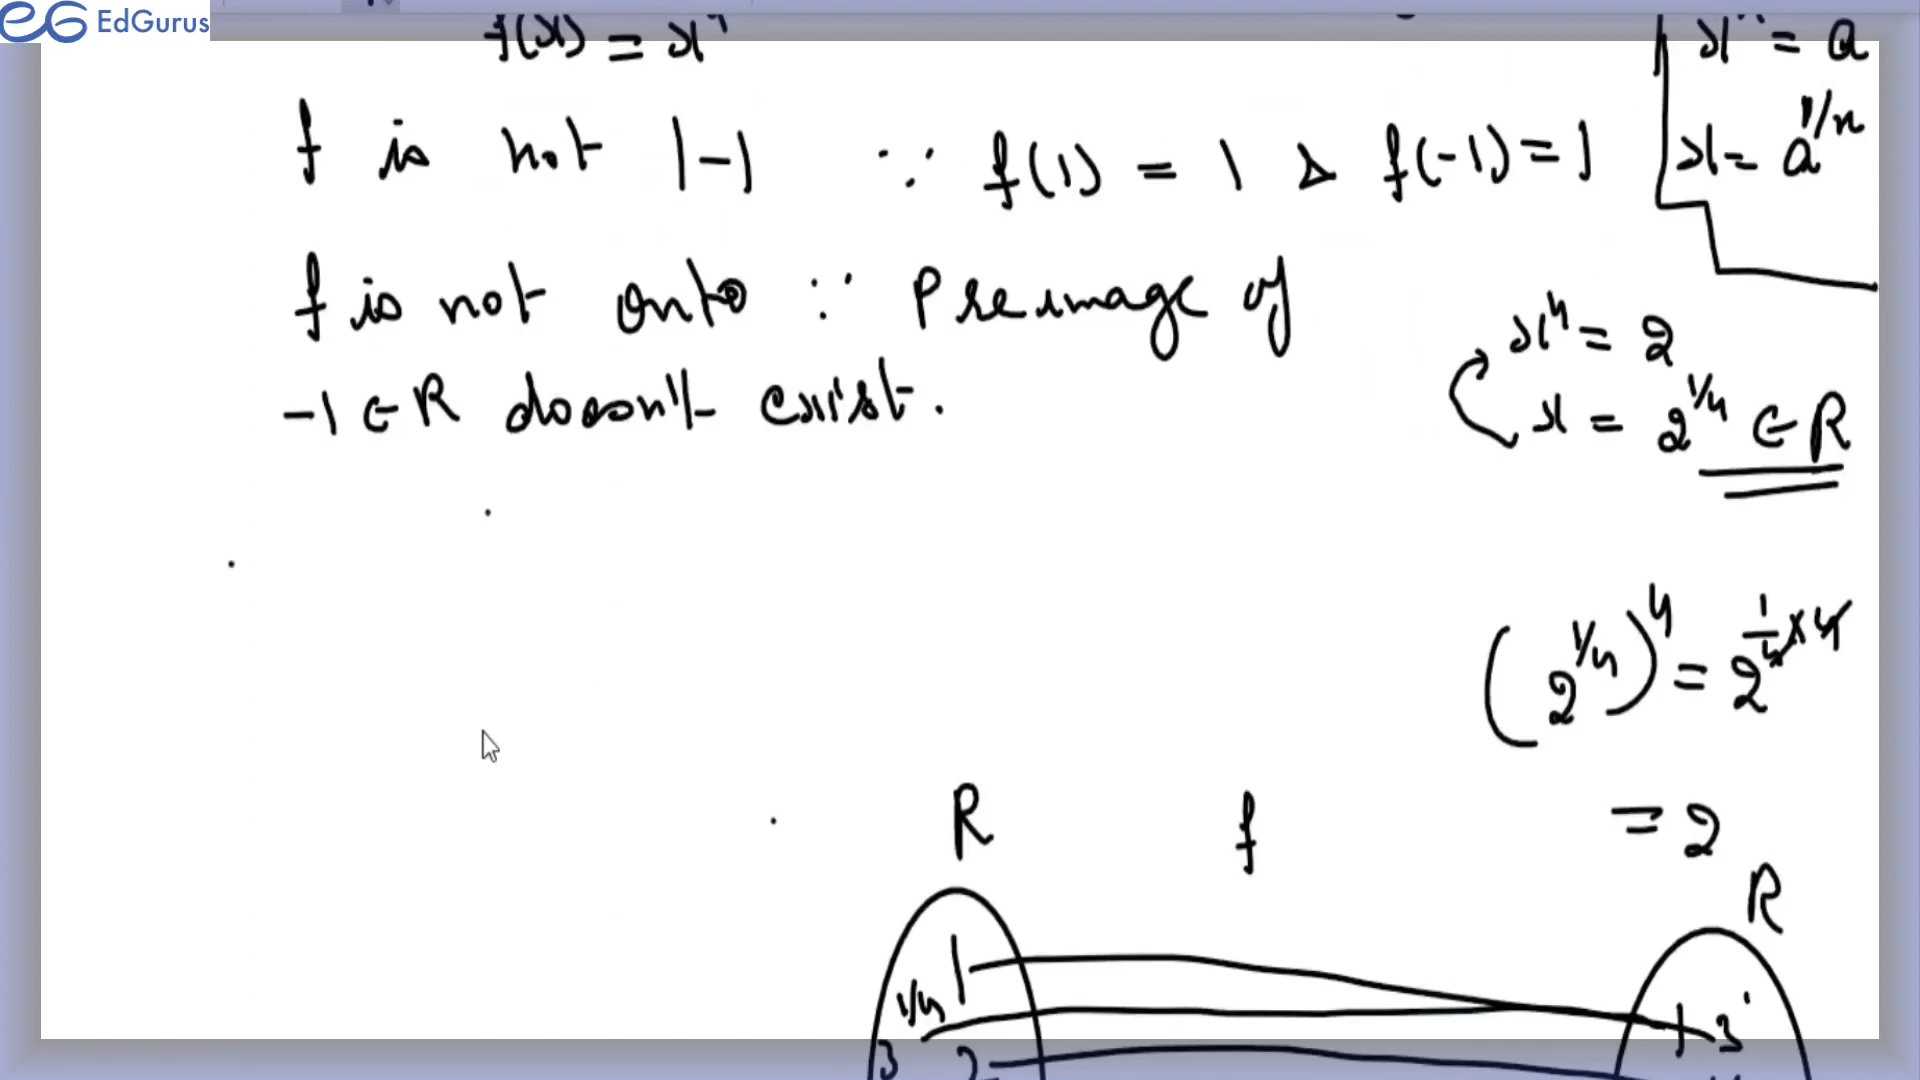 EdGurus
f(x) = x⁴
xⁿ = a
f is not 1-1 ∵ f(1) = 1 & f(-1) = 1
x = a^1/n
f is not onto ∵ Preimage of
-1 ∈ R doesn't exist.
x⁴ = 2
x = 2^1/4 ∈ R
(2^1/4)⁴ = 2^(1/4 × 4)
= 2
R f R
1
3^1/4
2
1 3